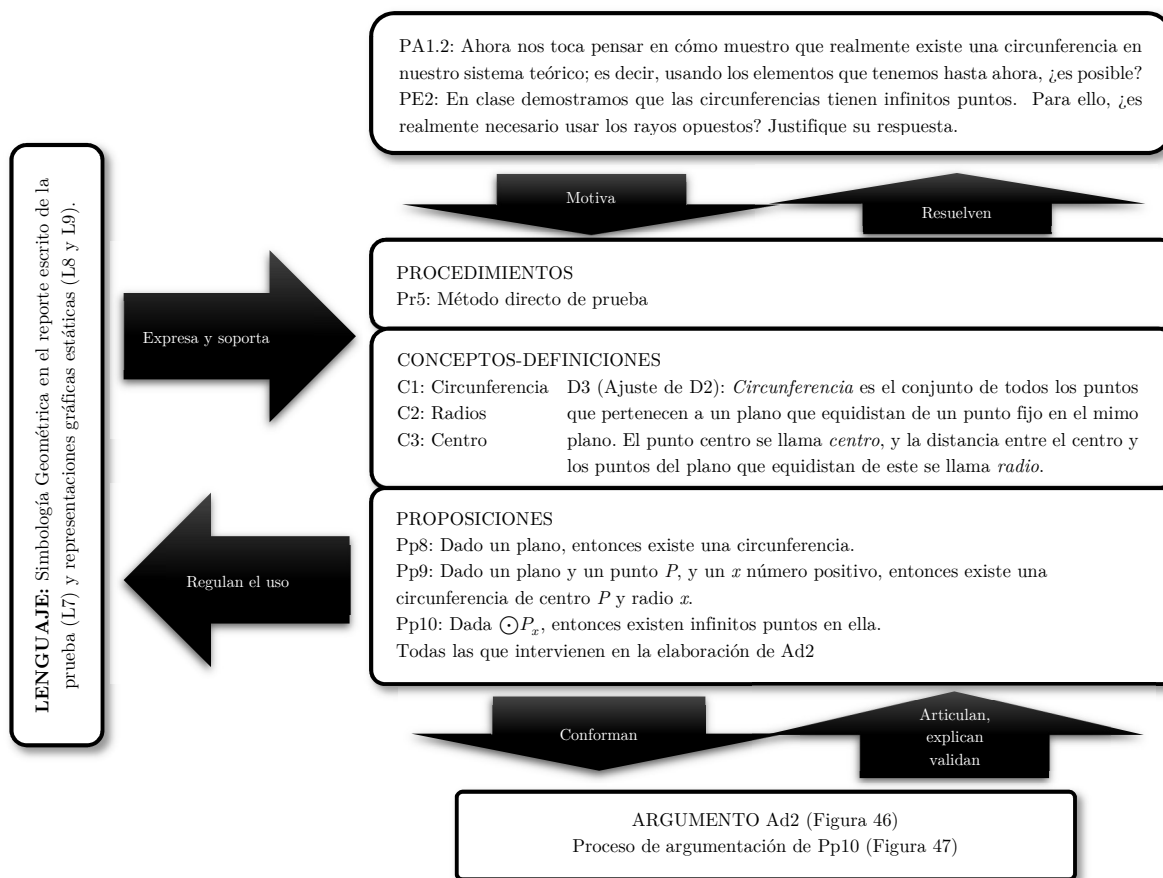 PA1.2: Ahora nos toca pensar en cómo muestro que realmente existe una circunferencia en
nuestro sistema teórico; es decir, usando los elementos que tenemos hasta ahora, ¿es posible?
PE2: En clase demostramos que las circunferencias tienen infinitos puntos. Para ello, ¿es
realmente necesario usar los rayos opuestos? Justifique su respuesta.
Motiva
Resuelven
LENGUAJE: Simbología Geométrica en el reporte escrito de la
prueba (L7) y representaciones gráficas estáticas (L8 y L9).
Expresa y soporta
PROCEDIMIENTOS
Pr5: Método directo de prueba
CONCEPTOS-DEFINICIONES
C1: Circunferencia
C2: Radios
C3: Centro
D3 (Ajuste de D2): Circunferencia es el conjunto de todos los puntos
que pertenecen a un plano que equidistan de un punto fijo en el mimo
plano. El punto centro se llama centro, y la distancia entre el centro y
los puntos del plano que equidistan de este se llama radio.
Regulan el uso
PROPOSICIONES
Pp8: Dado un plano, entonces existe una circunferencia.
Pp9: Dado un plano y un punto P, y un x número positivo, entonces existe una
circunferencia de centro P y radio x.
Pp10: Dada ⨀Pₓ, entonces existen infinitos puntos en ella.
Todas las que intervienen en la elaboración de Ad2
Conforman
Articulan,
explican
validan
ARGUMENTO Ad2 (Figura 46)
Proceso de argumentación de Pp10 (Figura 47)